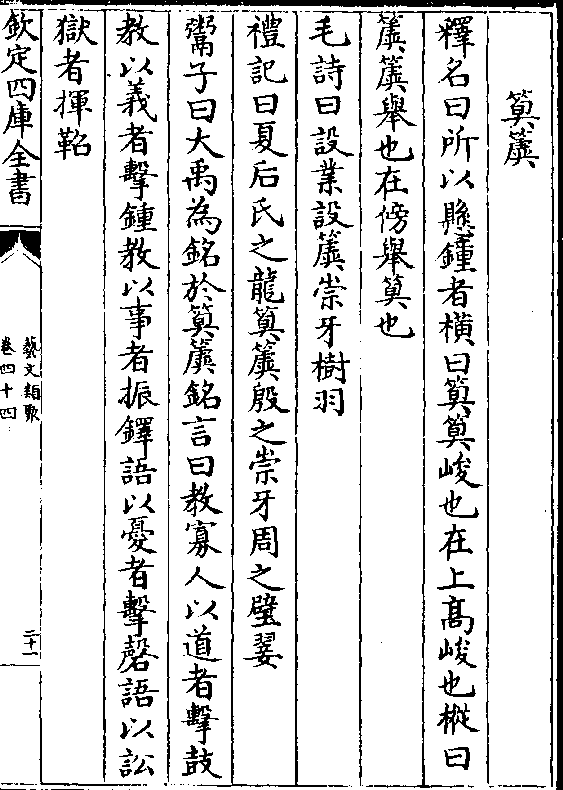 筍簴
釋名曰所以縣鐘者橫曰筍筍峻也在上高峻也樅曰
簴簴舉也在傍舉筍也
毛詩曰設業設簴崇牙樹羽
禮記曰夏后氏之龍筍簴殷之崇牙周之璧翣
鬻子曰大禹為銘於筍簴銘言曰教寡人以道者擊鼓
教以義者擊鍾教以事者振鐸語以憂者擊磬語以訟
獄者揮鞀
欽定四庫全書
藝文類聚
卷四十四
二十一